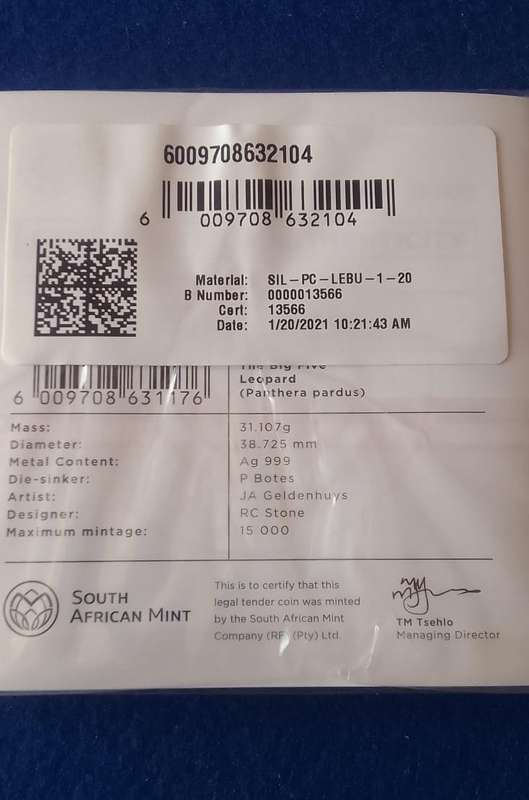 6009708632104
6 009708 632104
Material: SIL-PC-LEBU-1-20
B Number: 0000013566
Cert: 13566
Date: 1/20/2021 10:21:43 AM
The Big Five
6 009708 631176
Leopard
(Panthera pardus)
Mass: 31.107g
Diameter: 38.725 mm
Metal Content: Ag 999
Die-sinker: P Botes
Artist: JA Geldenhuys
Designer: RC Stone
Maximum mintage: 15 000
SOUTH
AFRICAN MINT
This is to certify that this
legal tender coin was minted
by the South African Mint
Company (RF) (Pty) Ltd.
TM Tsehlo
Managing Director